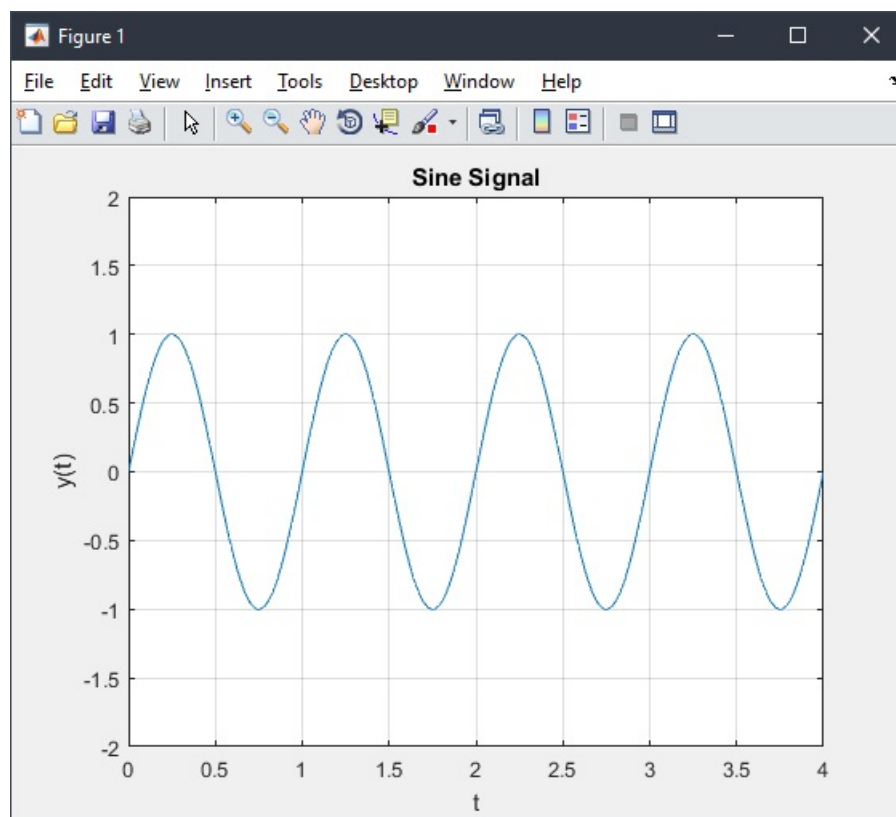 Figure 1
File Edit View Insert Tools Desktop Window Help
Sine Signal
2
1.5
1
0.5
0
-0.5
-1
-1.5
-2
y(t)
0 0.5 1 1.5 2 2.5 3 3.5 4
t